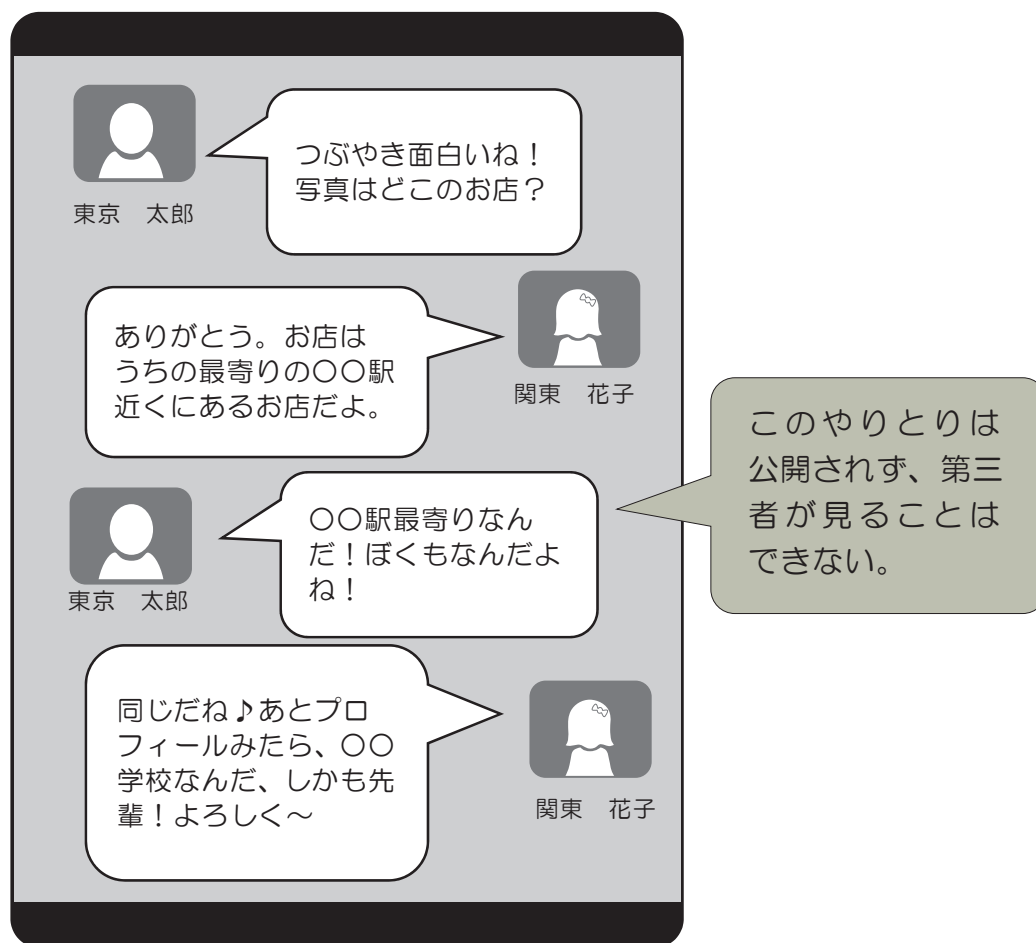 つぶやき面白いね！
写真はどこのお店？
東京　太郎
ありがとう。お店は
うちの最寄りの〇〇駅
近くにあるお店だよ。
関東　花子
〇〇駅最寄りなん
だ！ぼくもなんだよ
ね！
東京　太郎
このやりとりは
公開されず、第三
者が見ることは
できない。
同じだね♪あとプロ
フィールみたら、〇〇
学校なんだ、しかも先
輩！よろしく～
関東　花子